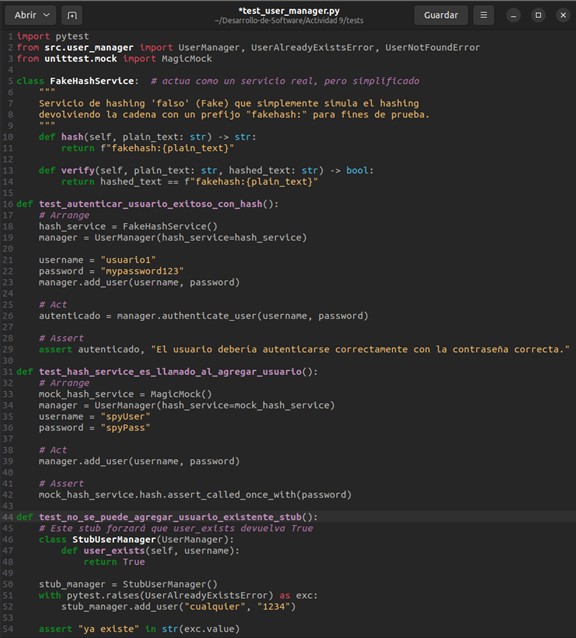 Abrir
*test_user_manager.py
~/Desarrollo-de-Software/Actividad 9/tests
Guardar
1 import pytest
2 from src.user_manager import UserManager, UserAlreadyExistsError, UserNotFoundError
3 from unittest.mock import MagicMock
4
5 class FakeHashService:  # actua como un servicio real, pero simplificado
6     """
7     Servicio de hashing 'falso' (Fake) que simplemente simula el hashing
8     devolviendo la cadena con un prefijo "fakehash:" para fines de prueba.
9     """
10     def hash(self, plain_text: str) -> str:
11         return f"fakehash:{plain_text}"
12
13     def verify(self, plain_text: str, hashed_text: str) -> bool:
14         return hashed_text == f"fakehash:{plain_text}"
15
16 def test_autenticar_usuario_exitoso_con_hash():
17     # Arrange
18     hash_service = FakeHashService()
19     manager = UserManager(hash_service=hash_service)
20
21     username = "usuario1"
22     password = "mypassword123"
23     manager.add_user(username, password)
24
25     # Act
26     autenticado = manager.authenticate_user(username, password)
27
28     # Assert
29     assert autenticado, "El usuario debería autenticarse correctamente con la contraseña correcta."
30
31 def test_hash_service_es_llamado_al_agregar_usuario():
32     # Arrange
33     mock_hash_service = MagicMock()
34     manager = UserManager(hash_service=mock_hash_service)
35     username = "spyUser"
36     password = "spyPass"
37
38     # Act
39     manager.add_user(username, password)
40
41     # Assert
42     mock_hash_service.hash.assert_called_once_with(password)
43
44 def test_no_se_puede_agregar_usuario_existente_stub():
45     # Este stub forzará que user_exists devuelva True
46     class StubUserManager(UserManager):
47         def user_exists(self, username):
48             return True
49
50     stub_manager = StubUserManager()
51     with pytest.raises(UserAlreadyExistsError) as exc:
52         stub_manager.add_user("cualquier", "1234")
53
54     assert "ya existe" in str(exc.value)